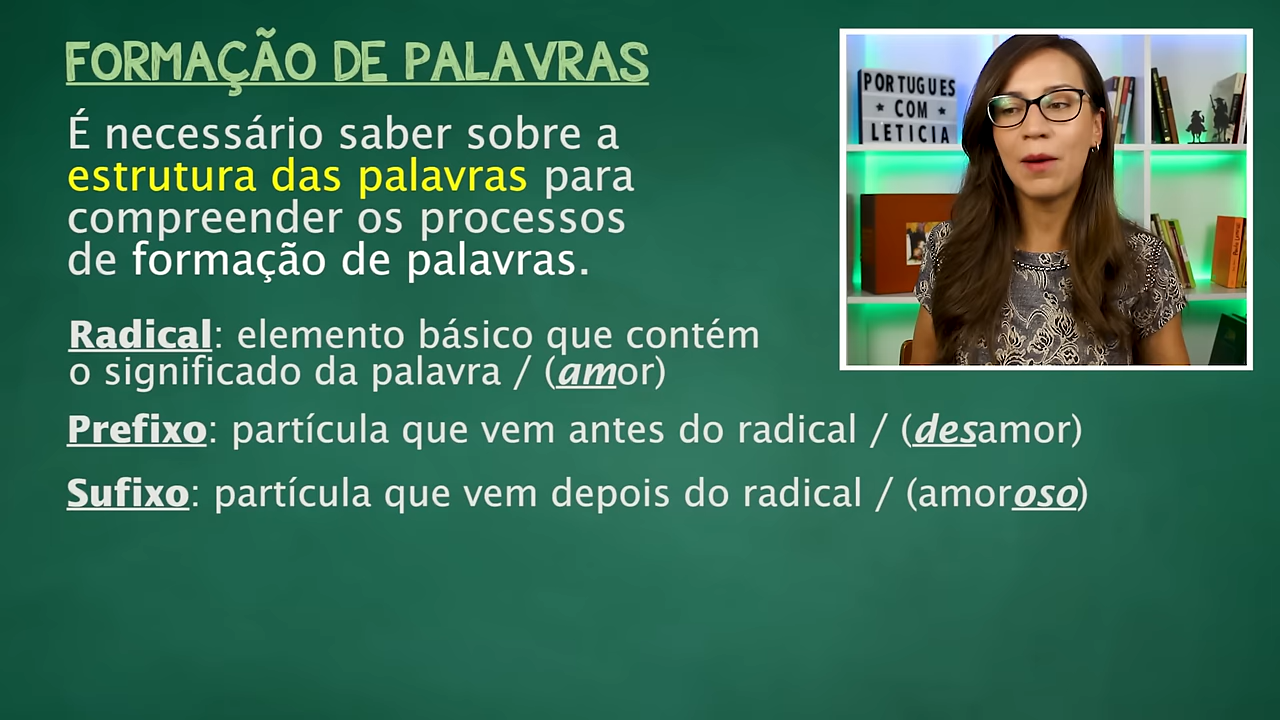 FORMAÇÃO DE PALAVRAS
É necessário saber sobre a
estrutura das palavras para
compreender os processos
de formação de palavras.
Radical: elemento básico que contém
o significado da palavra / (amor)
Prefixo: partícula que vem antes do radical / (desamor)
Sufixo: partícula que vem depois do radical / (amoroso)
PORTUGUES
★ COM ★
LETICIA